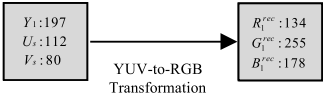 Y₁:197
Uₛ:112
Vₛ:80
YUV-to-RGB
Transformation
R₁ʳᵉᶜ:134
G₁ʳᵉᶜ:255
B₁ʳᵉᶜ:178